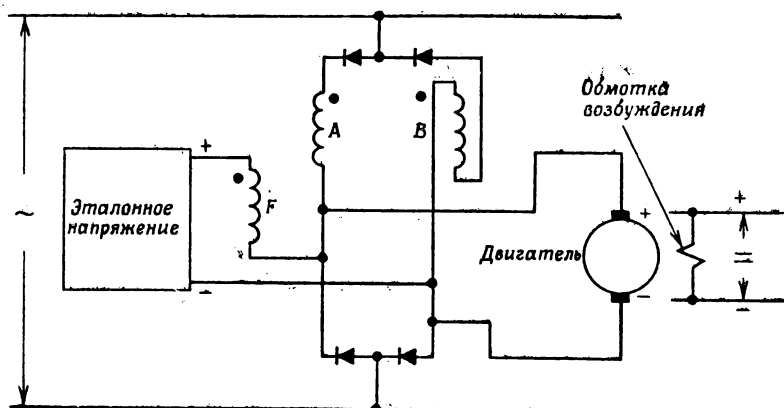 Обмотка
возбуждения
A
B
+
F
Эталонное
напряжение
~
+
+
Двигатель
=
−
−
−